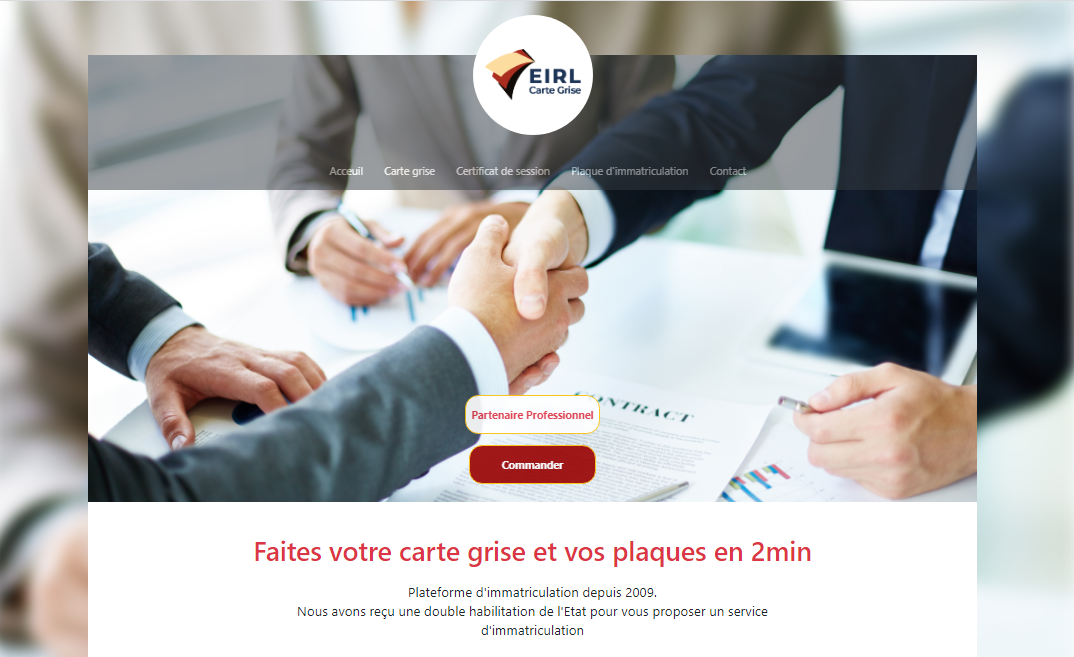 EIRL
Carte Grise
Acceuil Carte grise Certificat de session Plaque d'immatriculation Contact
CONTRACT
Partenaire Professionnel
Commander
Faites votre carte grise et vos plaques en 2min
Plateforme d'immatriculation depuis 2009.
Nous avons reçu une double habilitation de l'Etat pour vous proposer un service
d'immatriculation